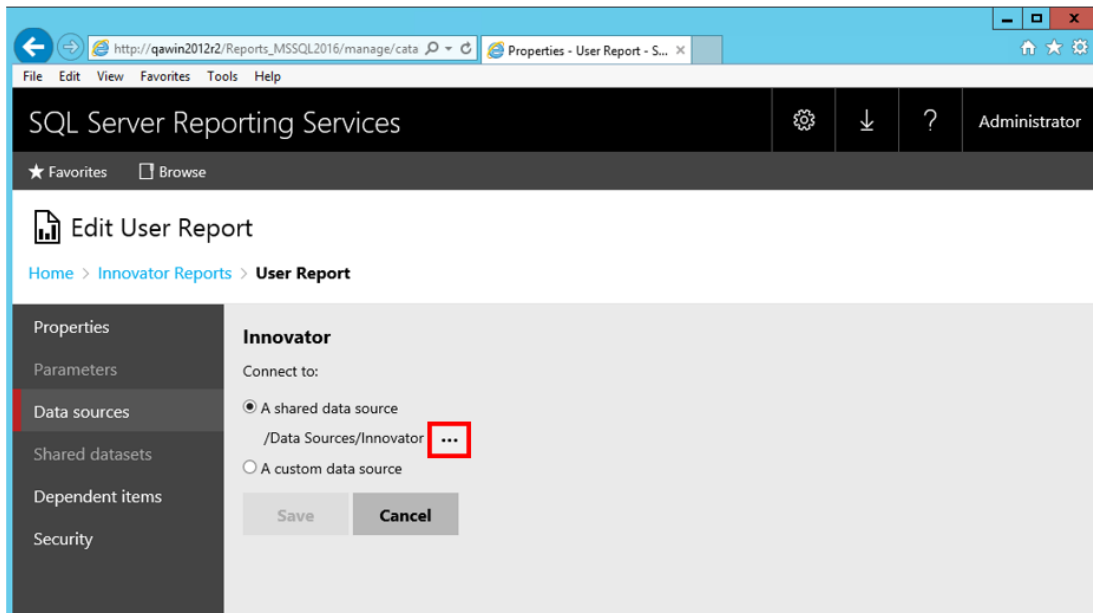 http://qawin2012r2/Reports_MSSQL2016/manage/cata
Properties - User Report - S...
File Edit View Favorites Tools Help
SQL Server Reporting Services
?
Administrator
Favorites
Browse
Edit User Report
Home > Innovator Reports > User Report
Properties
Parameters
Data sources
Shared datasets
Dependent items
Security
Innovator
Connect to:
A shared data source
/Data Sources/Innovator ...
A custom data source
Save
Cancel